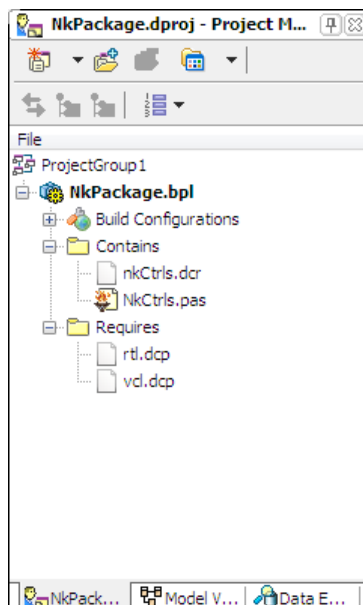 NkPackage.dproj - Project M...
File
ProjectGroup1
NkPackage.bpl
Build Configurations
Contains
nkCtrls.dcr
NkCtrls.pas
Requires
rtl.dcp
vcl.dcp
NkPack... Model V... Data E...